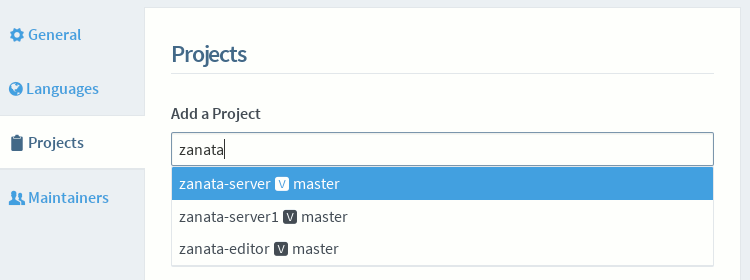 General
Languages
Projects
Maintainers
Projects
Add a Project
zanata
zanata-server V master
zanata-server1 V master
zanata-editor V master